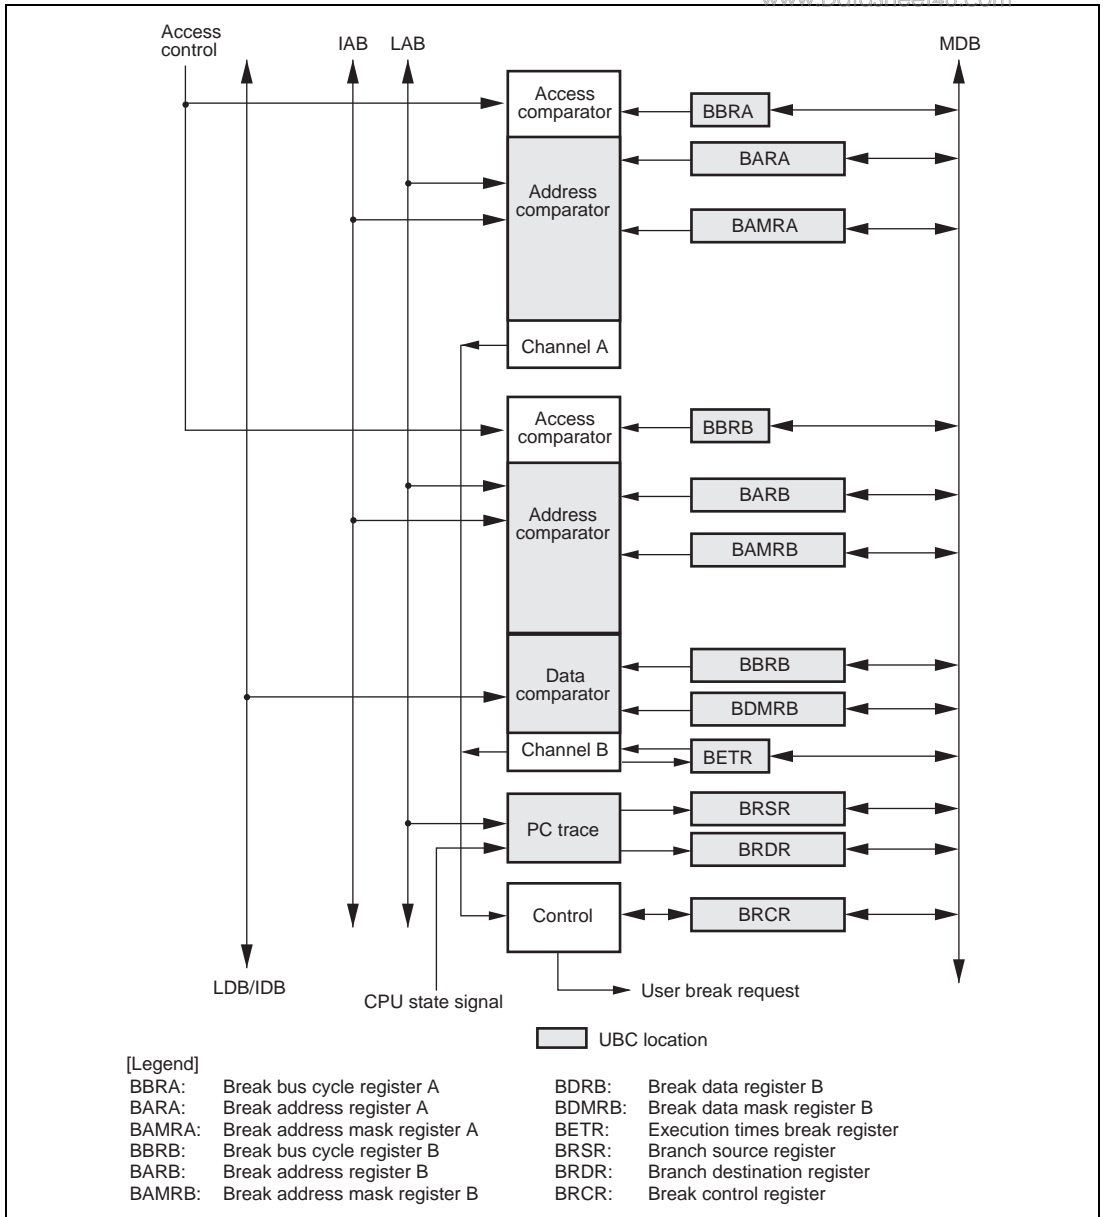 www.DataSheet4U.com
Access
control
IAB
LAB
MDB
Access
comparator
BBRA
BARA
Address
comparator
BAMRA
Channel A
Access
comparator
BBRB
BARB
Address
comparator
BAMRB
BBRB
Data
comparator
BDMRB
Channel B
BETR
BRSR
PC trace
BRDR
Control
BRCR
LDB/IDB
CPU state signal
User break request
UBC location
[Legend]
BBRA: Break bus cycle register A
BARA: Break address register A
BAMRA: Break address mask register A
BBRB: Break bus cycle register B
BARB: Break address register B
BAMRB: Break address mask register B
BDRB: Break data register B
BDMRB: Break data mask register B
BETR: Execution times break register
BRSR: Branch source register
BRDR: Branch destination register
BRCR: Break control register